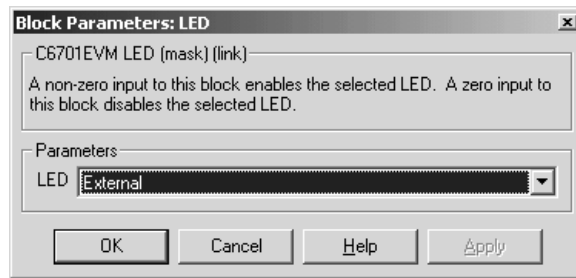 Block Parameters: LED
C6701EVM LED (mask) (link)
A non-zero input to this block enables the selected LED. A zero input to
this block disables the selected LED.
Parameters
LED External
OK Cancel Help Apply